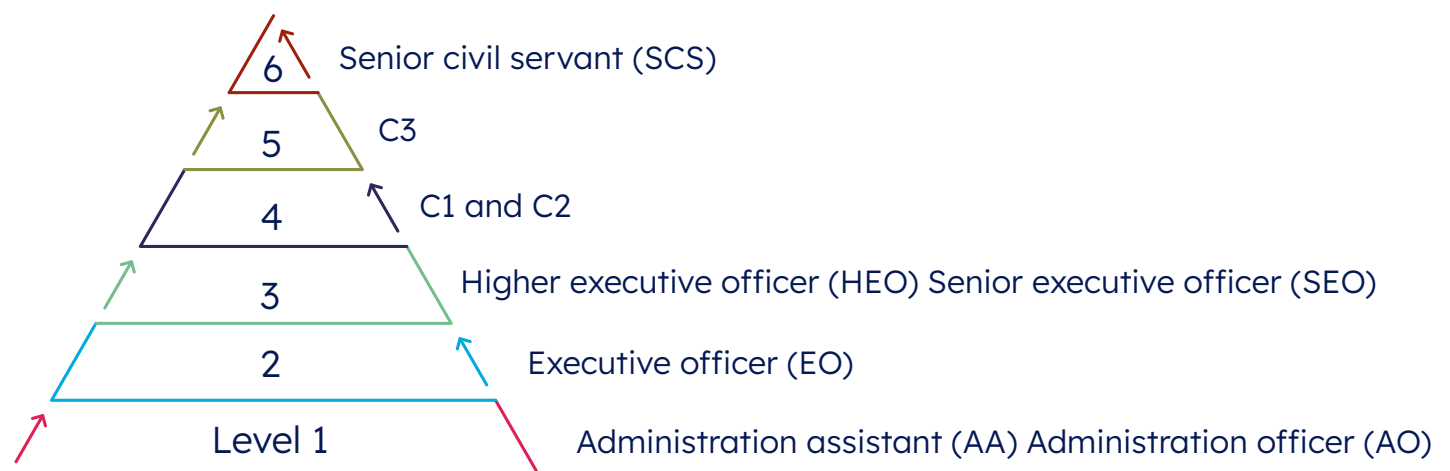 6 Senior civil servant (SCS)
5 C3
4 C1 and C2
3 Higher executive officer (HEO) Senior executive officer (SEO)
2 Executive officer (EO)
Level 1 Administration assistant (AA) Administration officer (AO)